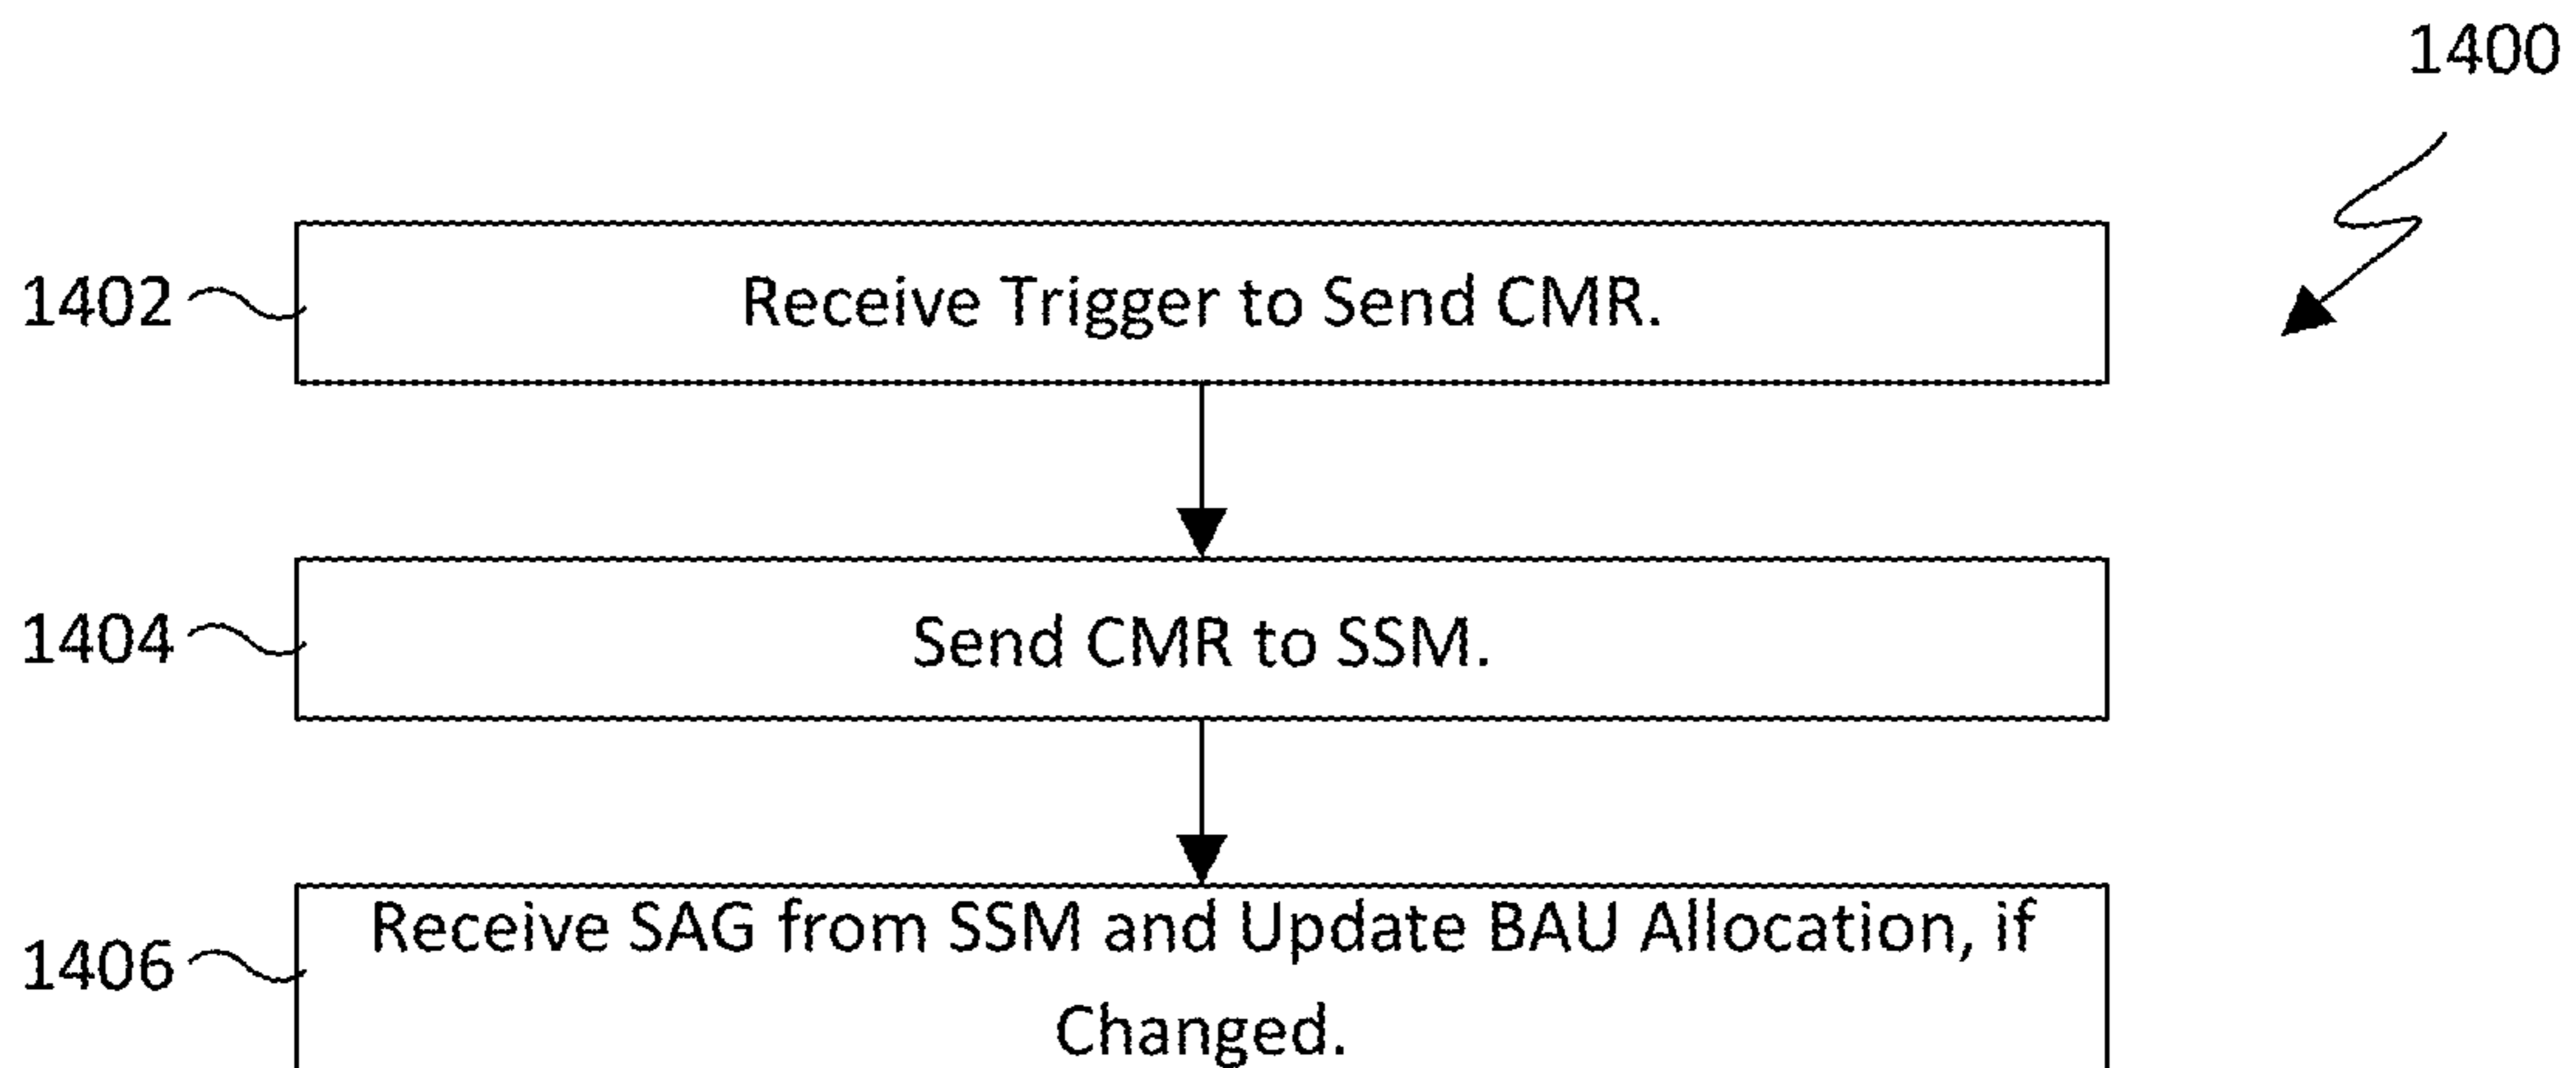 1400
1402
Receive Trigger to Send CMR.
1404
Send CMR to SSM.
1406
Receive SAG from SSM and Update BAU Allocation, if
Changed.